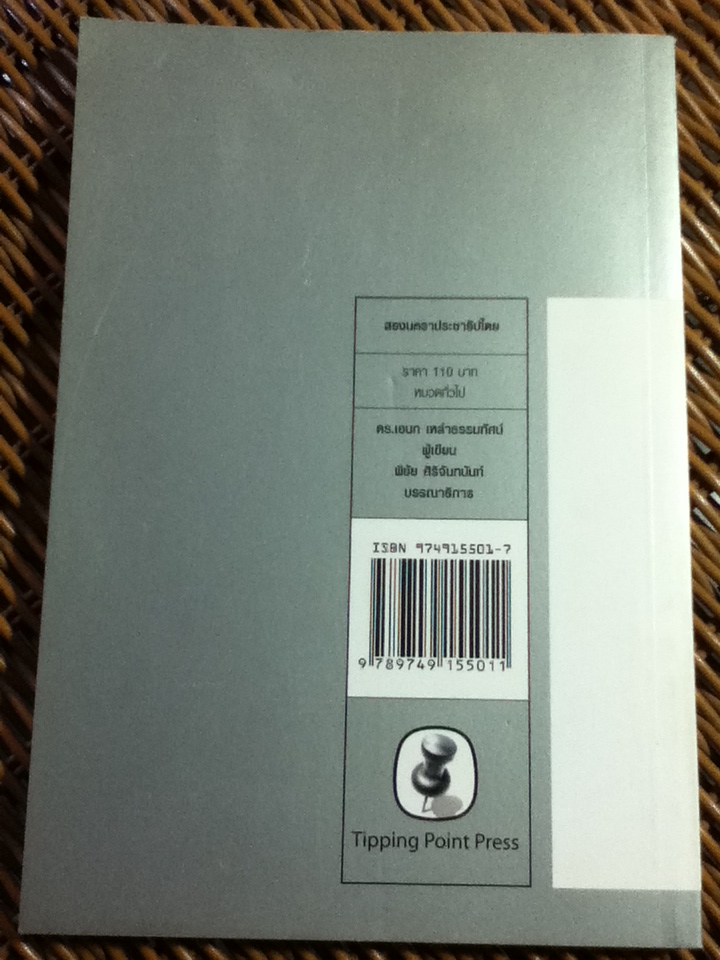 สองนคราประชาธิปไตย
ราคา 110 บาท
หมวดทั่วไป
ดร.เอนก เหล่าธรรมทัศน์
ผู้เขียน
พิชัย ศิริจันทนันท์
บรรณาธิการ
ISBN 974915501-7
9 789749 155011
Tipping Point Press